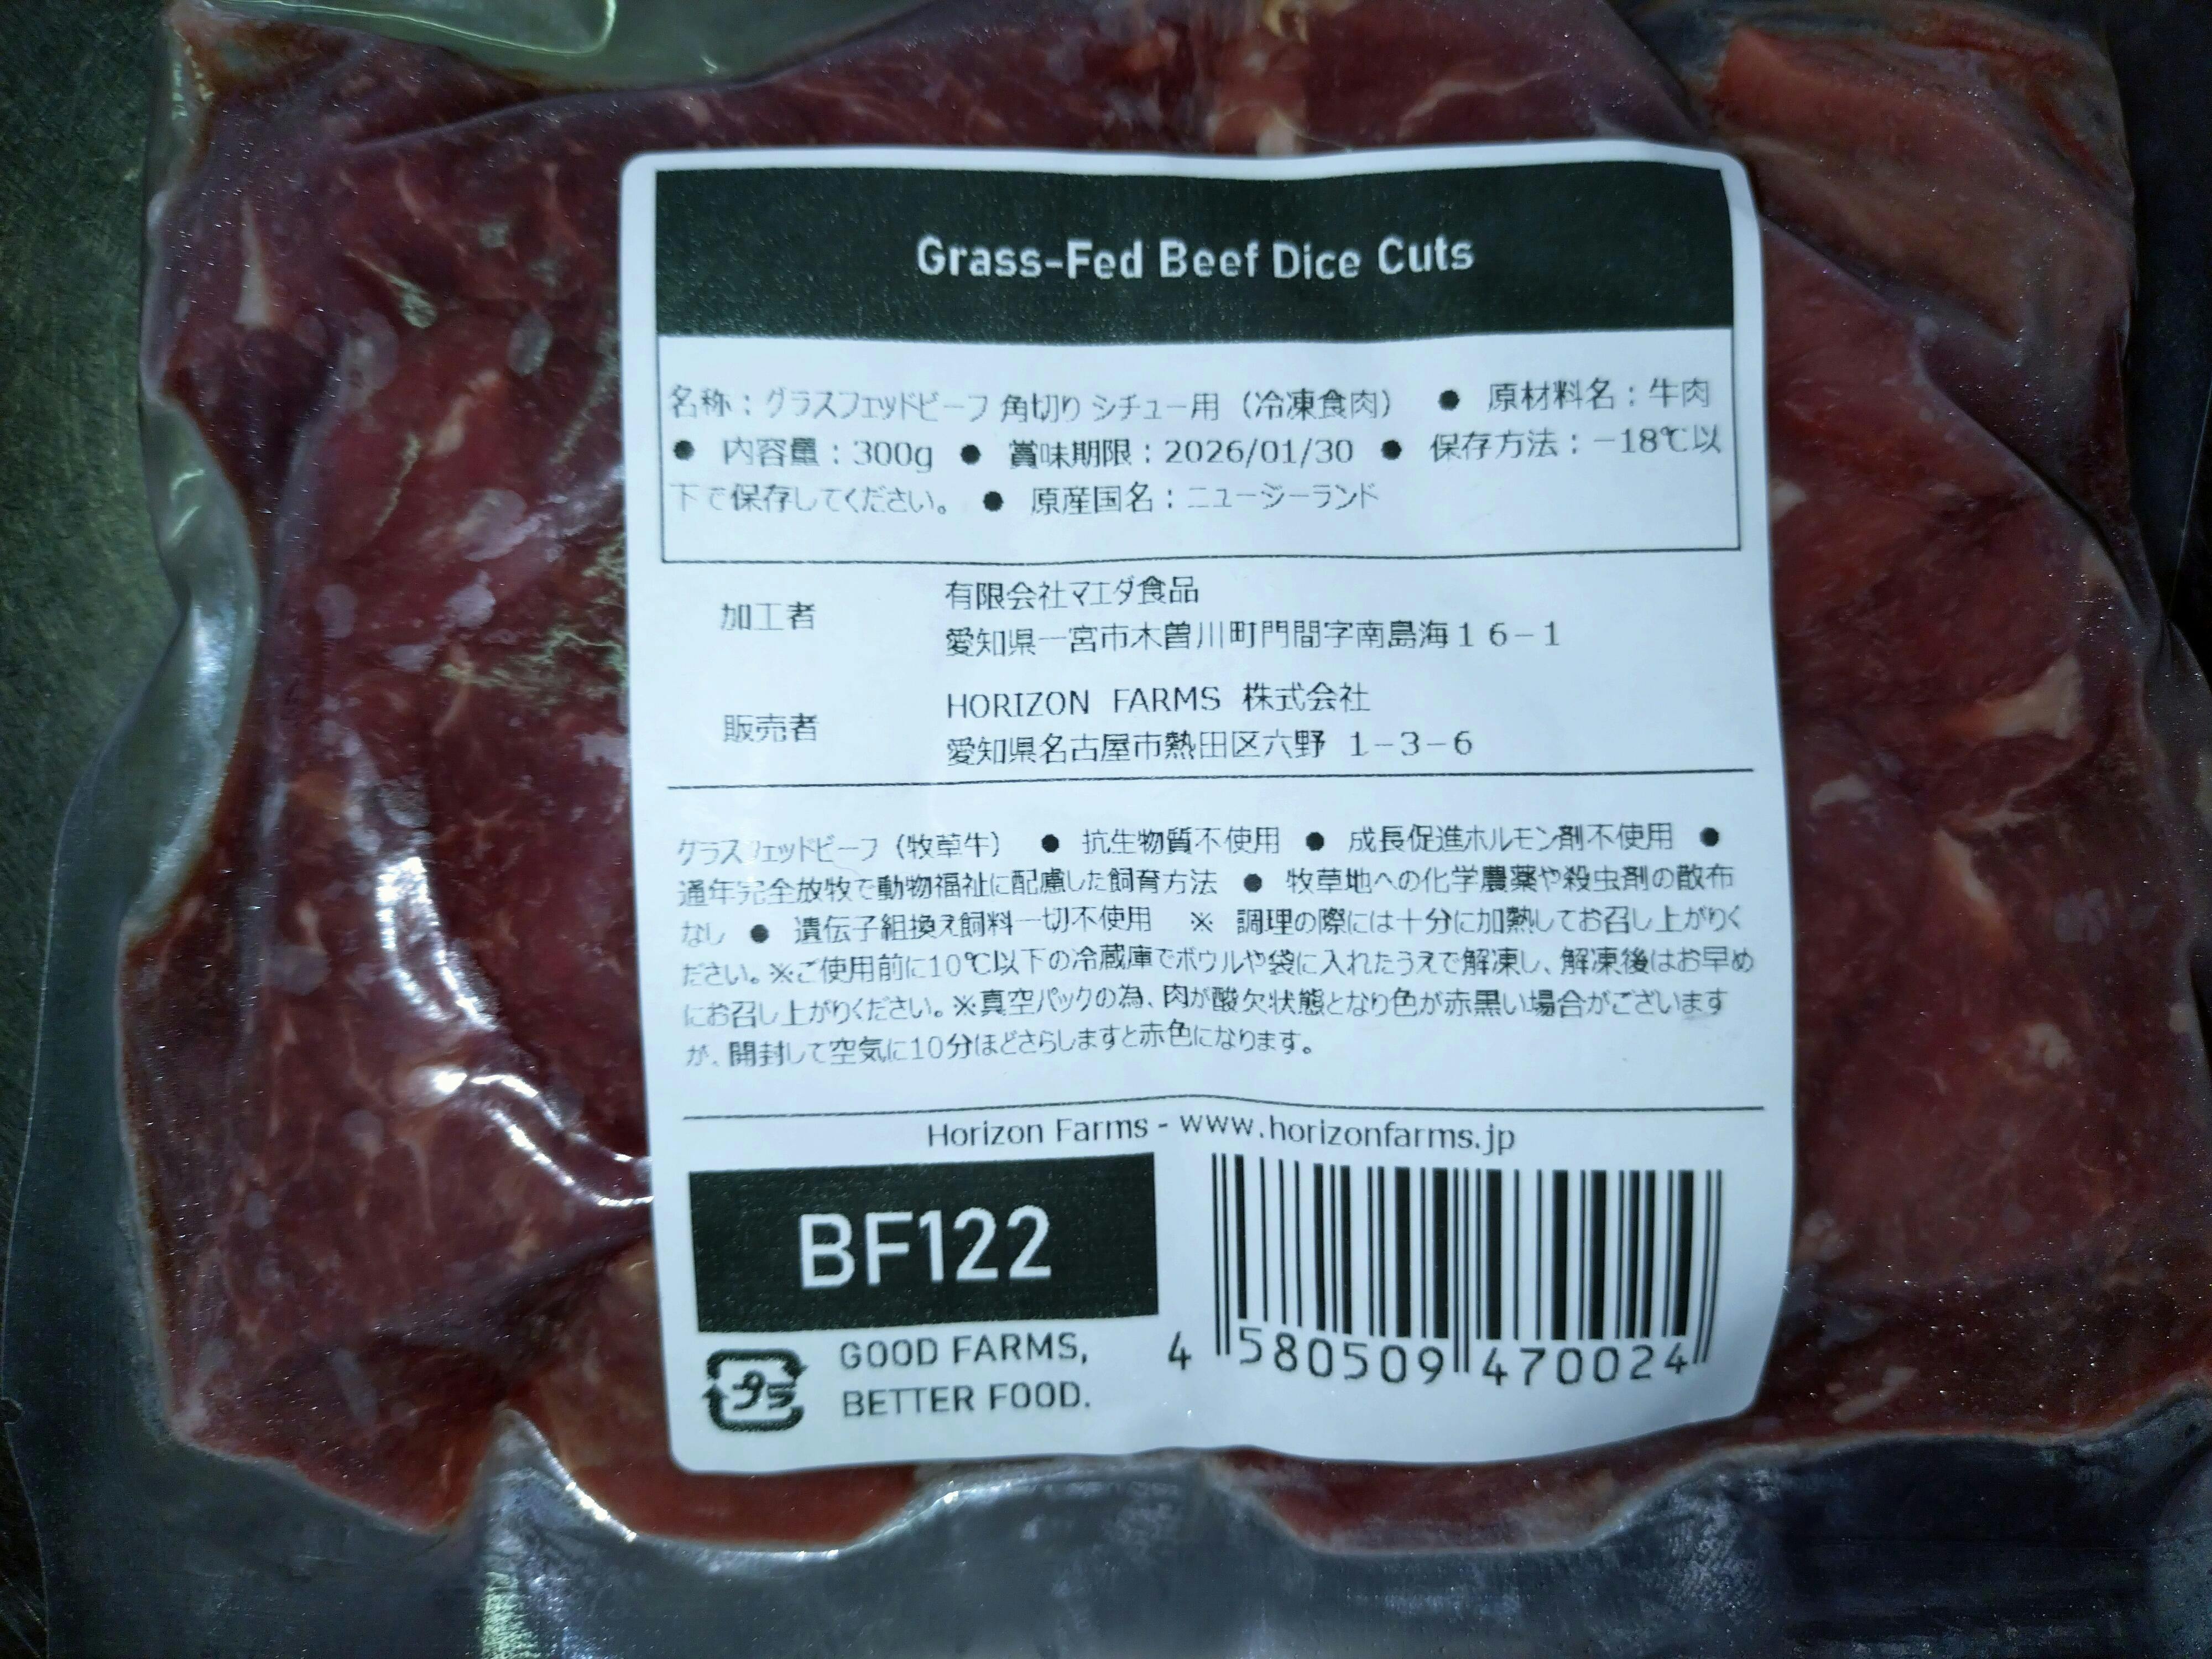 Grass-Fed Beef Dice Cuts
名称：グラスフェッドビーフ 角切り シチュー用（冷凍食肉） ● 原材料名：牛肉
● 内容量：300g ● 賞味期限：2026/01/30 ● 保存方法：－18℃以
下で保存してください。 ● 原産国名：ニュージーランド
加工者
有限会社マエダ食品
愛知県一宮市木曽川町門間字南島海１６−１
販売者
HORIZON FARMS 株式会社
愛知県名古屋市熱田区六野 １−３−６
グラスフェッドビーフ（牧草牛） ● 抗生物質不使用 ● 成長促進ホルモン剤不使用 ●
通年完全放牧で動物福祉に配慮した飼育方法 ● 牧草地への化学農薬や殺虫剤の散布
なし ● 遺伝子組換え飼料一切不使用 ※ 調理の際には十分に加熱してお召し上がりく
ださい。※ご使用前に10℃以下の冷蔵庫でボウルや袋に入れたうえで解凍し、解凍後はお早め
にお召し上がりください。※真空パックの為、肉が酸欠状態となり色が赤黒い場合がございます
が、開封して空気に10分ほどさらしますと赤色になります。
Horizon Farms - www.horizonfarms.jp
BF122
プラ
GOOD FARMS,
BETTER FOOD.
4 580509 470024